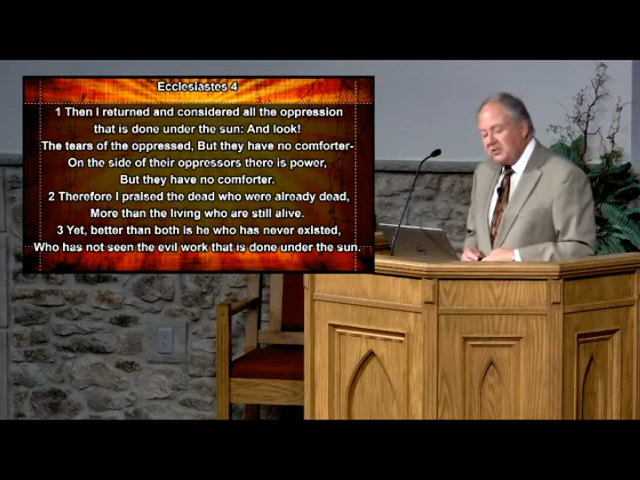 Ecclesiastes 4
1 Then I returned and considered all the oppression
that is done under the sun: And look!
The tears of the oppressed, But they have no comforter-
On the side of their oppressors there is power,
But they have no comforter.
2 Therefore I praised the dead who were already dead,
More than the living who are still alive.
3 Yet, better than both is he who has never existed,
Who has not seen the evil work that is done under the sun.